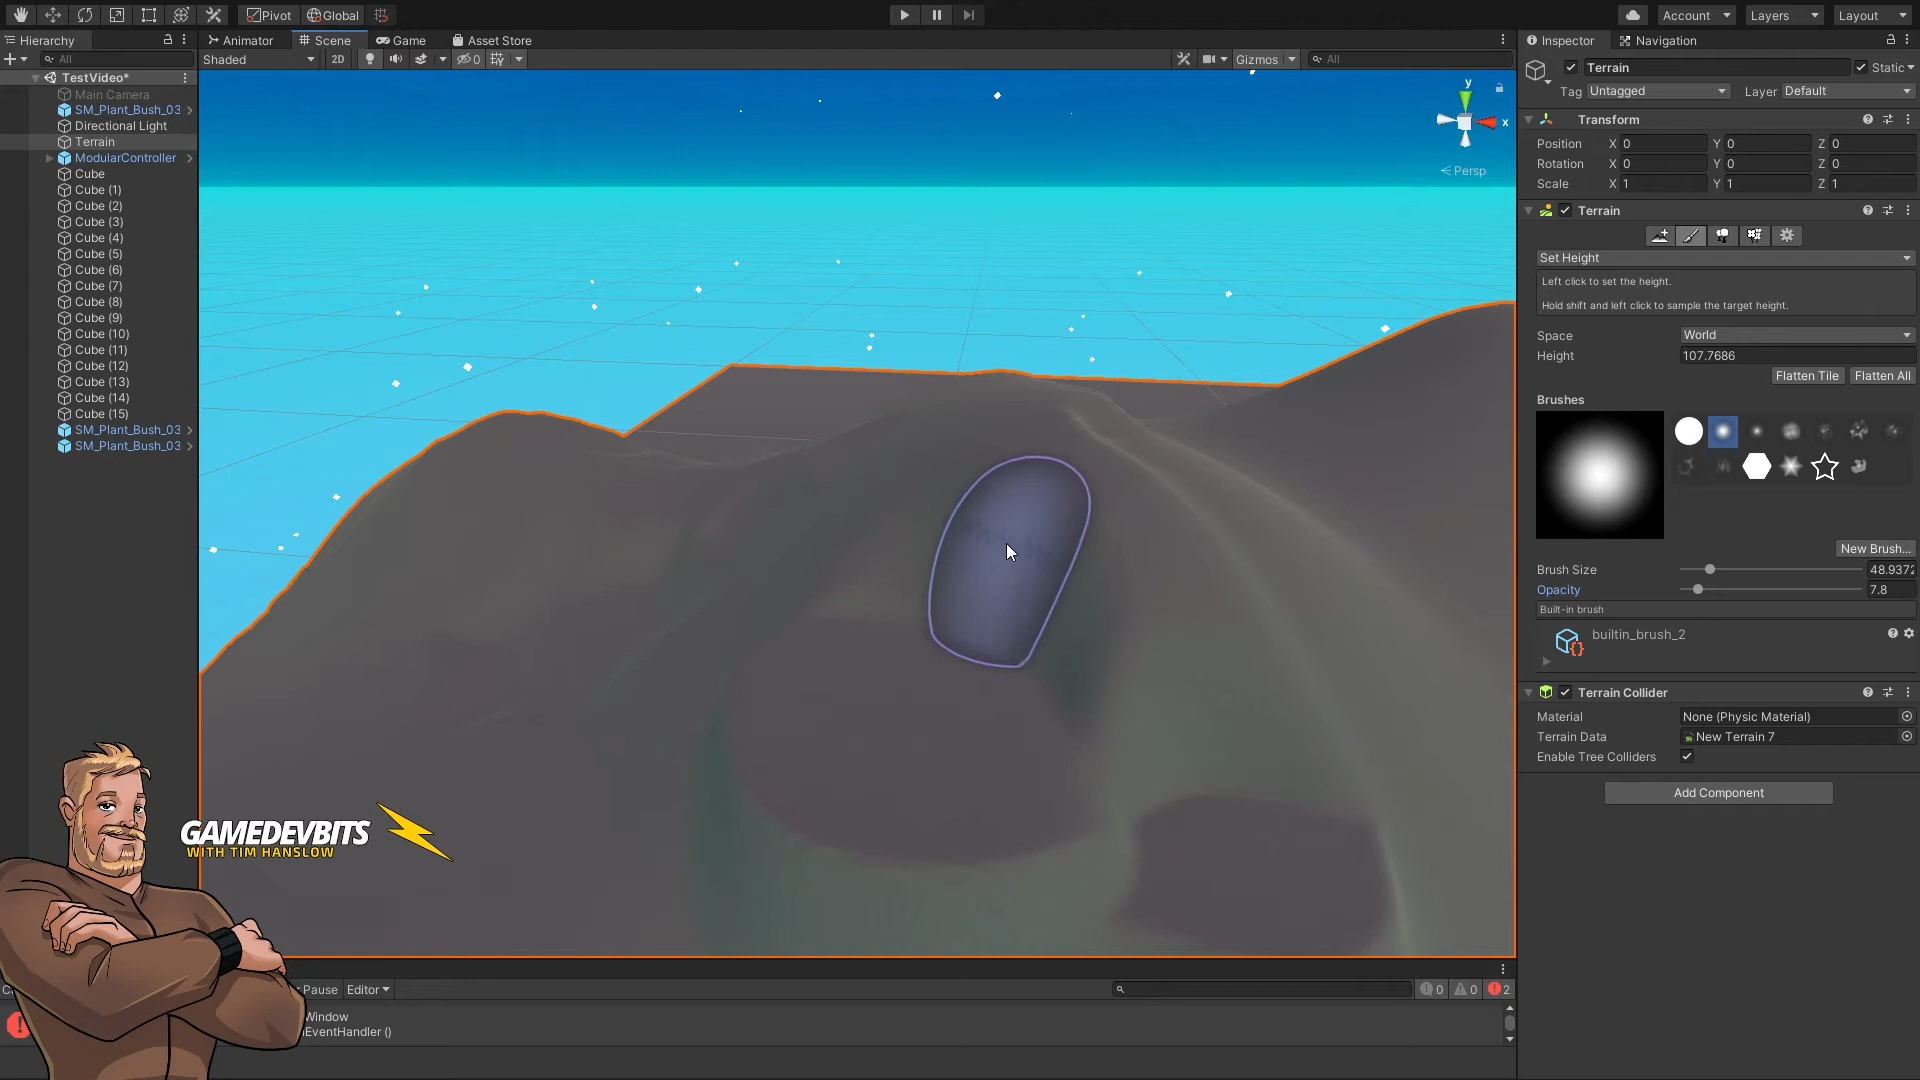 Pivot Global Account Layers Layout
Hierarchy Animator Scene Game Asset Store Inspector Navigation
All Shaded 2D 0 Gizmos All
TestVideo*
Main Camera
SM_Plant_Bush_03
Directional Light
Terrain
ModularController
Cube
Cube (1)
Cube (2)
Cube (3)
Cube (4)
Cube (5)
Cube (6)
Cube (7)
Cube (8)
Cube (9)
Cube (10)
Cube (11)
Cube (12)
Cube (13)
Cube (14)
Cube (15)
SM_Plant_Bush_03
SM_Plant_Bush_03
y
x
Persp
Terrain Static
Tag Untagged Layer Default
Transform
Position X 0 Y 0 Z 0
Rotation X 0 Y 0 Z 0
Scale X 1 Y 1 Z 1
Terrain
Set Height
Left click to set the height.
Hold shift and left click to sample the target height.
Space World
Height 107.7686
Flatten Tile Flatten All
Brushes
New Brush...
Brush Size 48.9372
Opacity 7.8
Built-in brush
builtin_brush_2
Terrain Collider
Material None (Physic Material)
Terrain Data New Terrain 7
Enable Tree Colliders
Add Component
GAMEDEVBITS
WITH TIM HANSLOW
Pause Editor 0 0 2
Window
EventHandler ()